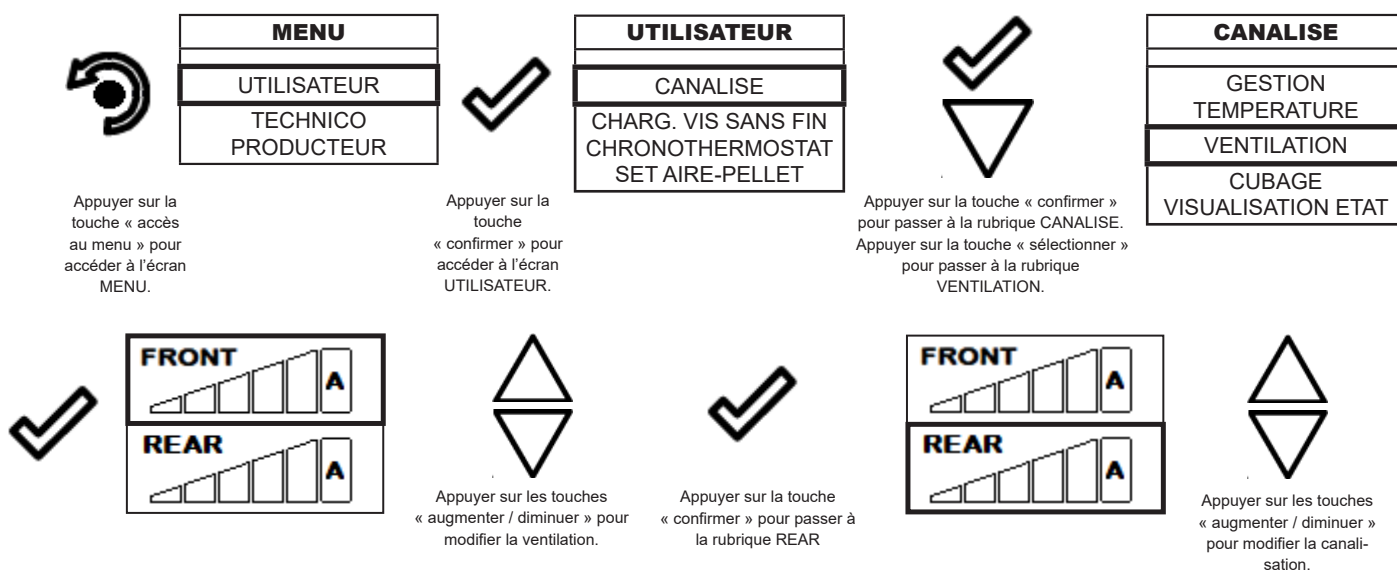 MENU
UTILISATEUR
TECHNICO
PRODUCTEUR
Appuyer sur la
touche « accès
au menu » pour
accéder à l’écran
MENU.
UTILISATEUR
CANALISE
CHARG. VIS SANS FIN
CHRONOTHERMOSTAT
SET AIRE-PELLET
Appuyer sur la
touche
« confirmer » pour
accéder à l’écran
UTILISATEUR.
Appuyer sur la touche « confirmer »
pour passer à la rubrique CANALISE.
Appuyer sur la touche « sélectionner »
pour passer à la rubrique
VENTILATION.
CANALISE
GESTION
TEMPERATURE
VENTILATION
CUBAGE
VISUALISATION ETAT
FRONT
A
REAR
A
Appuyer sur les touches
« augmenter / diminuer » pour
modifier la ventilation.
Appuyer sur la touche
« confirmer » pour passer à
la rubrique REAR
FRONT
A
REAR
A
Appuyer sur les touches
« augmenter / diminuer »
pour modifier la canali-
sation.